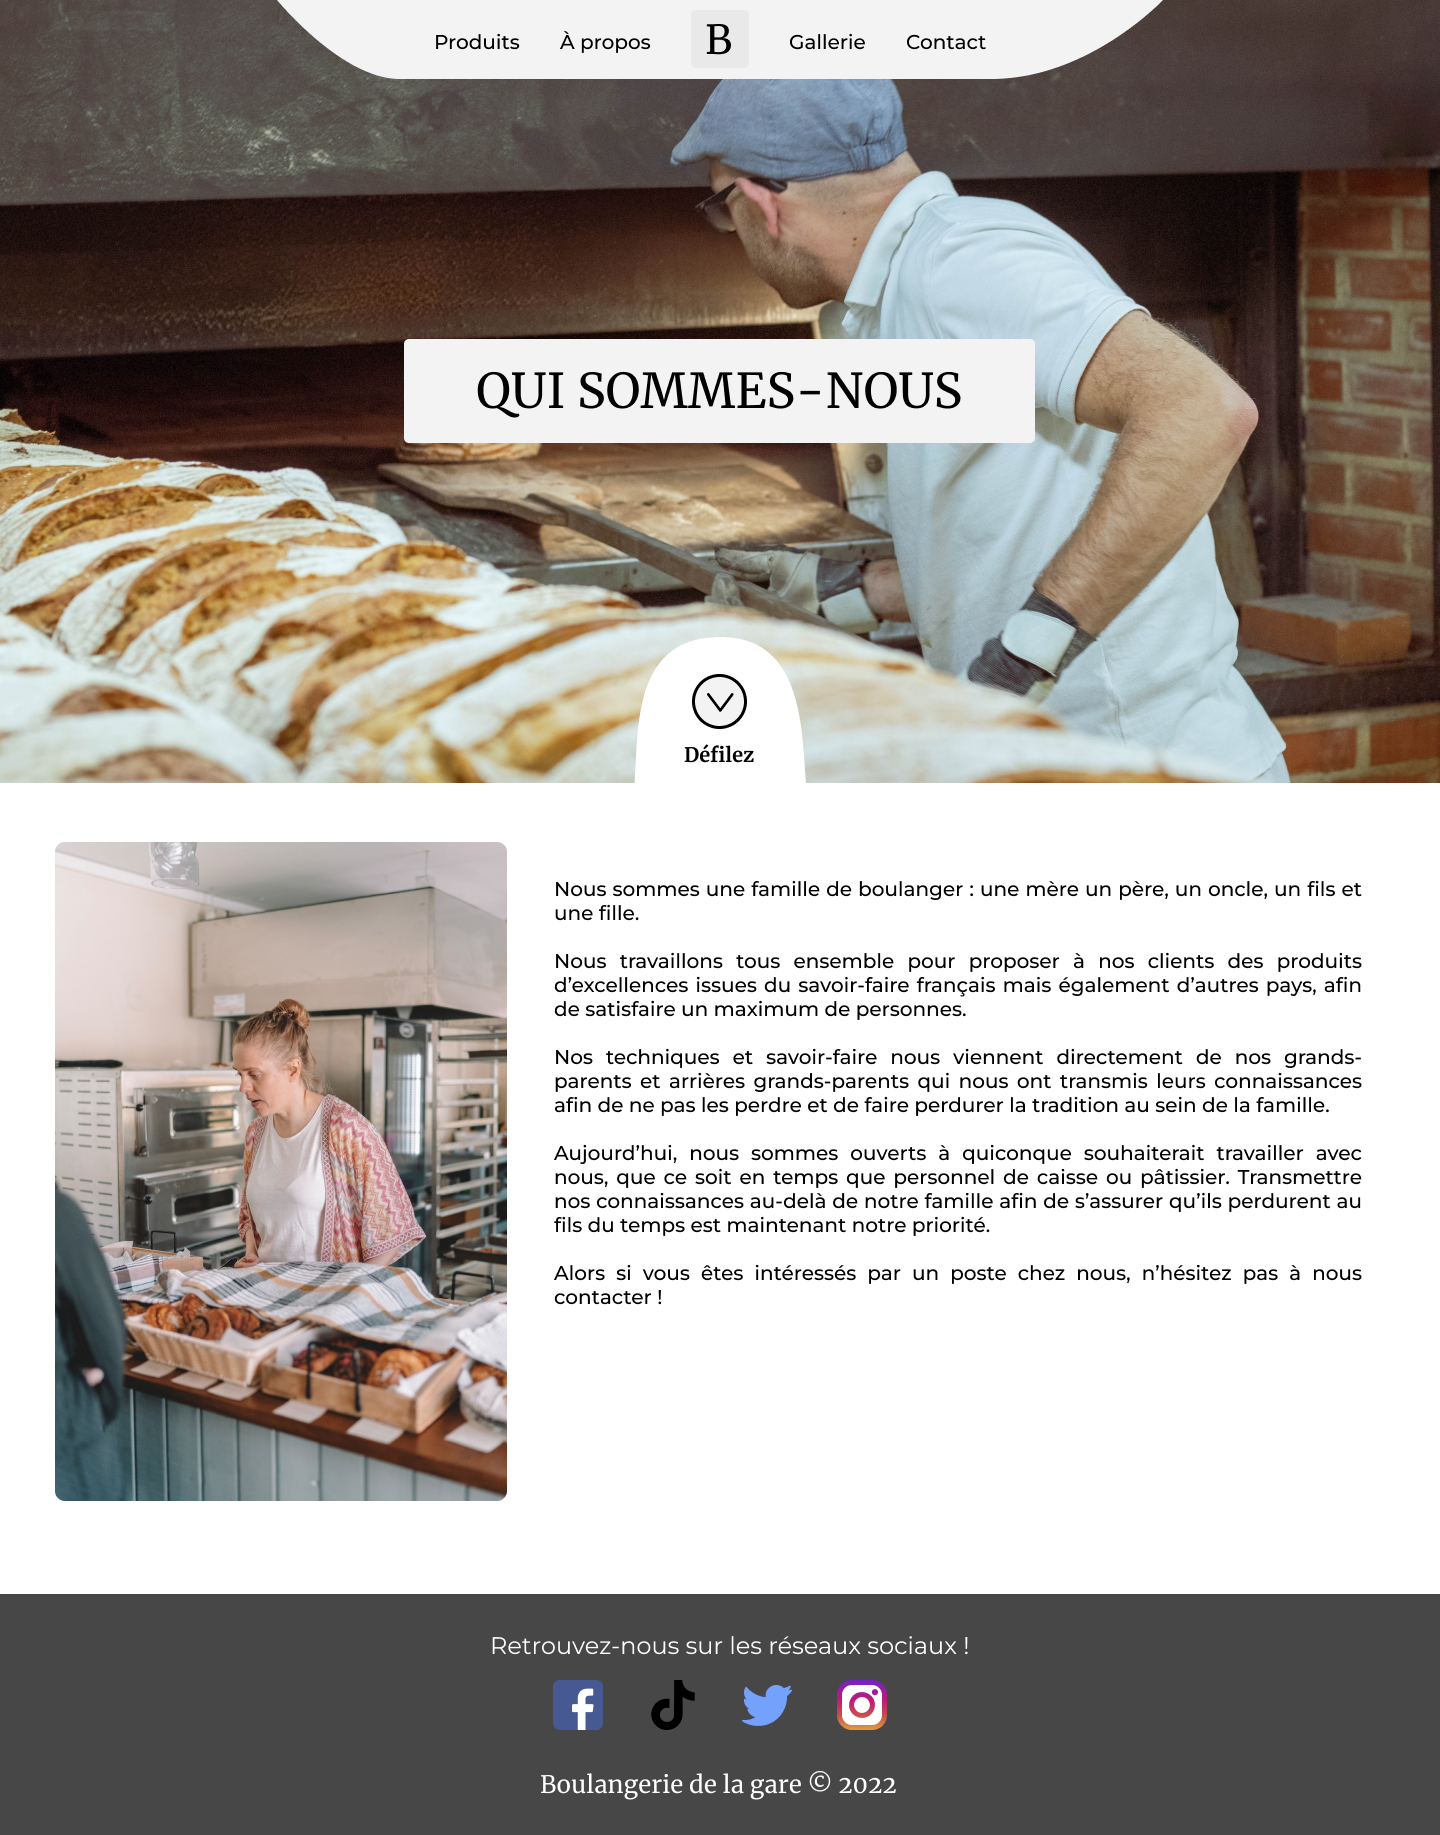 Produits À propos B Gallerie Contact
QUI SOMMES-NOUS
Défilez
Nous sommes une famille de boulanger : une mère un père, un oncle, un fils et
une fille.
Nous travaillons tous ensemble pour proposer à nos clients des produits
d’excellences issues du savoir-faire français mais également d’autres pays, afin
de satisfaire un maximum de personnes.
Nos techniques et savoir-faire nous viennent directement de nos grands-
parents et arrières grands-parents qui nous ont transmis leurs connaissances
afin de ne pas les perdre et de faire perdurer la tradition au sein de la famille.
Aujourd’hui, nous sommes ouverts à quiconque souhaiterait travailler avec
nous, que ce soit en temps que personnel de caisse ou pâtissier. Transmettre
nos connaissances au-delà de notre famille afin de s’assurer qu’ils perdurent au
fils du temps est maintenant notre priorité.
Alors si vous êtes intéressés par un poste chez nous, n’hésitez pas à nous
contacter !
Retrouvez-nous sur les réseaux sociaux !
Boulangerie de la gare © 2022